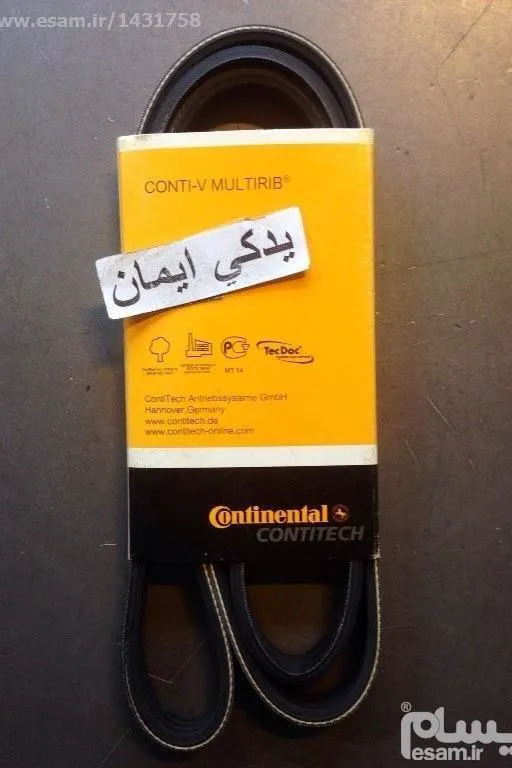 www.esam.ir/1431758
CONTI-V MULTIRIB®
يدكي ايمان
TecDoc
MT 14
ContiTech Antriebssysteme GmbH
Hannover,Germany
www.contitech.de
www.contitech-online.com
Continental
CONTITECH
ایسام®
esam.ir